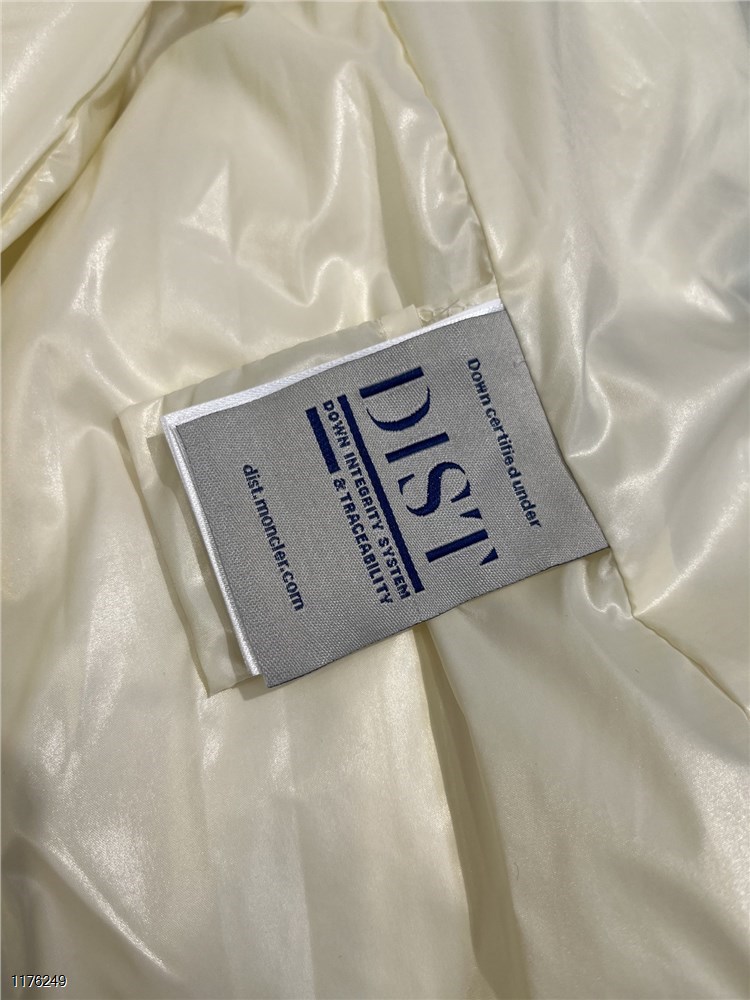 Down certified under
DIST
DOWN INTEGRITY SYSTEM
& TRACEABILITY
dist.moncler.com
1176249